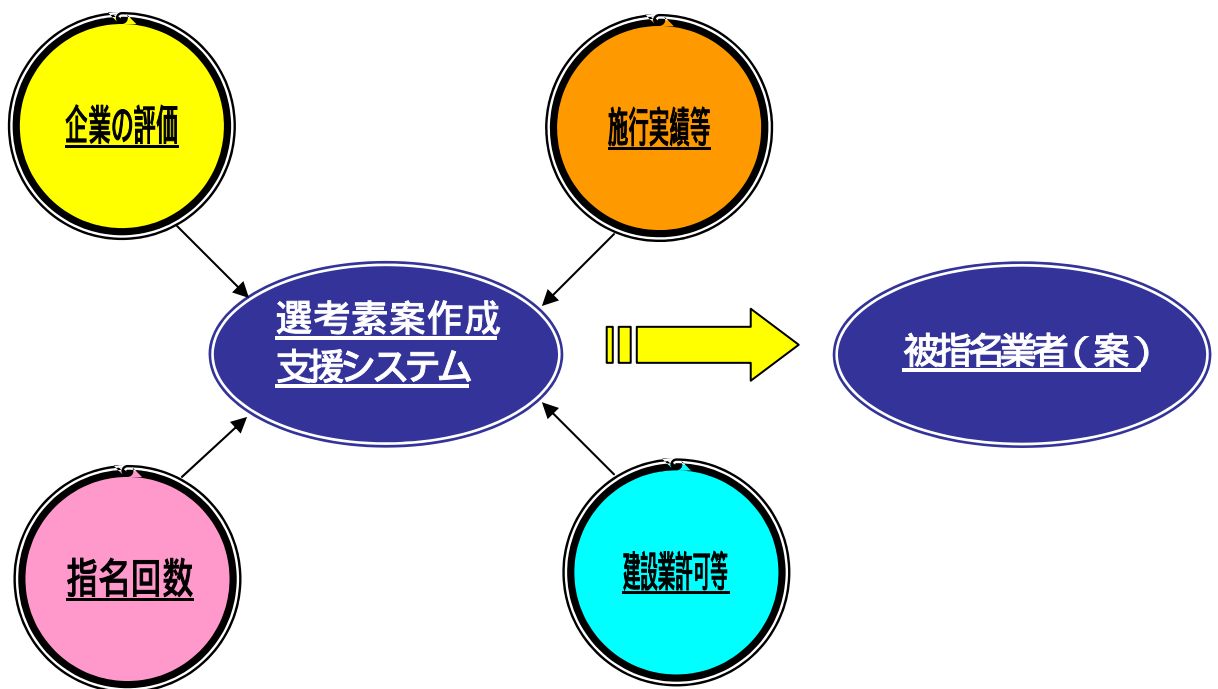 企業の評価
施行実績等
選考素案作成
支援システム
被指名業者（案）
指名回数
建設業許可等